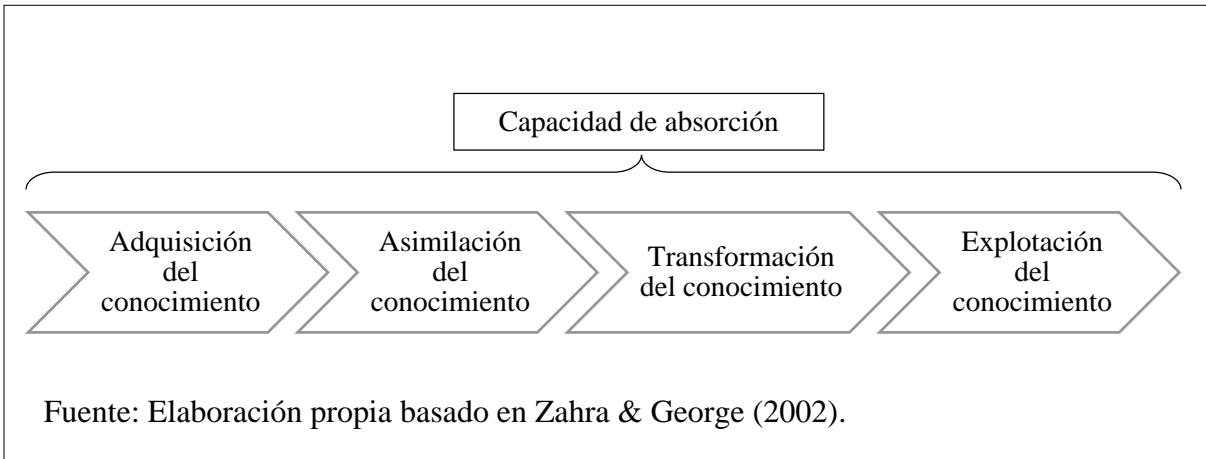 Capacidad de absorción
Adquisición
del
conocimiento
Asimilación
del
conocimiento
Transformación
del conocimiento
Explotación
del
conocimiento
Fuente: Elaboración propia basado en Zahra & George (2002).